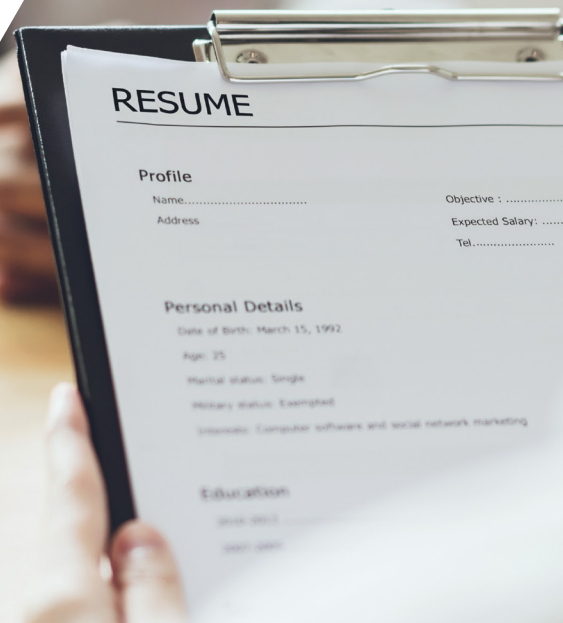 RESUME
Profile
Name..............................
Objective : ..............
Address
Expected Salary: ......
Tel....................
Personal Details
Date of Birth: March 15, 1992
Age: 25
Marital status: Single
Military status: Exempted
Interests: Computer software and social network marketing
Education